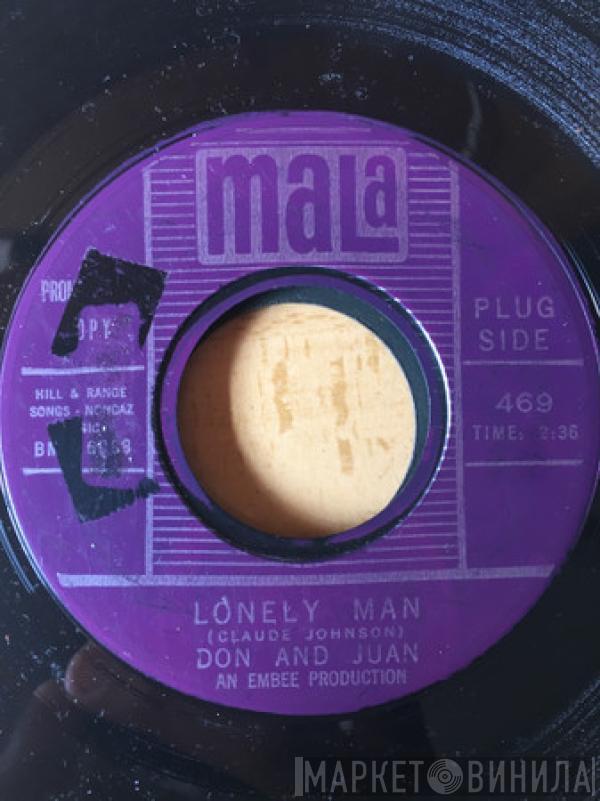 mala
COPY
PLUG
SIDE
HILL & RANGE
SONGS -
469
TIME: 2:36
LONELY MAN
(CLAUDE JOHNSON)
DON AND JUAN
AN EMBEE PRODUCTION
МАРКЕТ ВИНИЛА